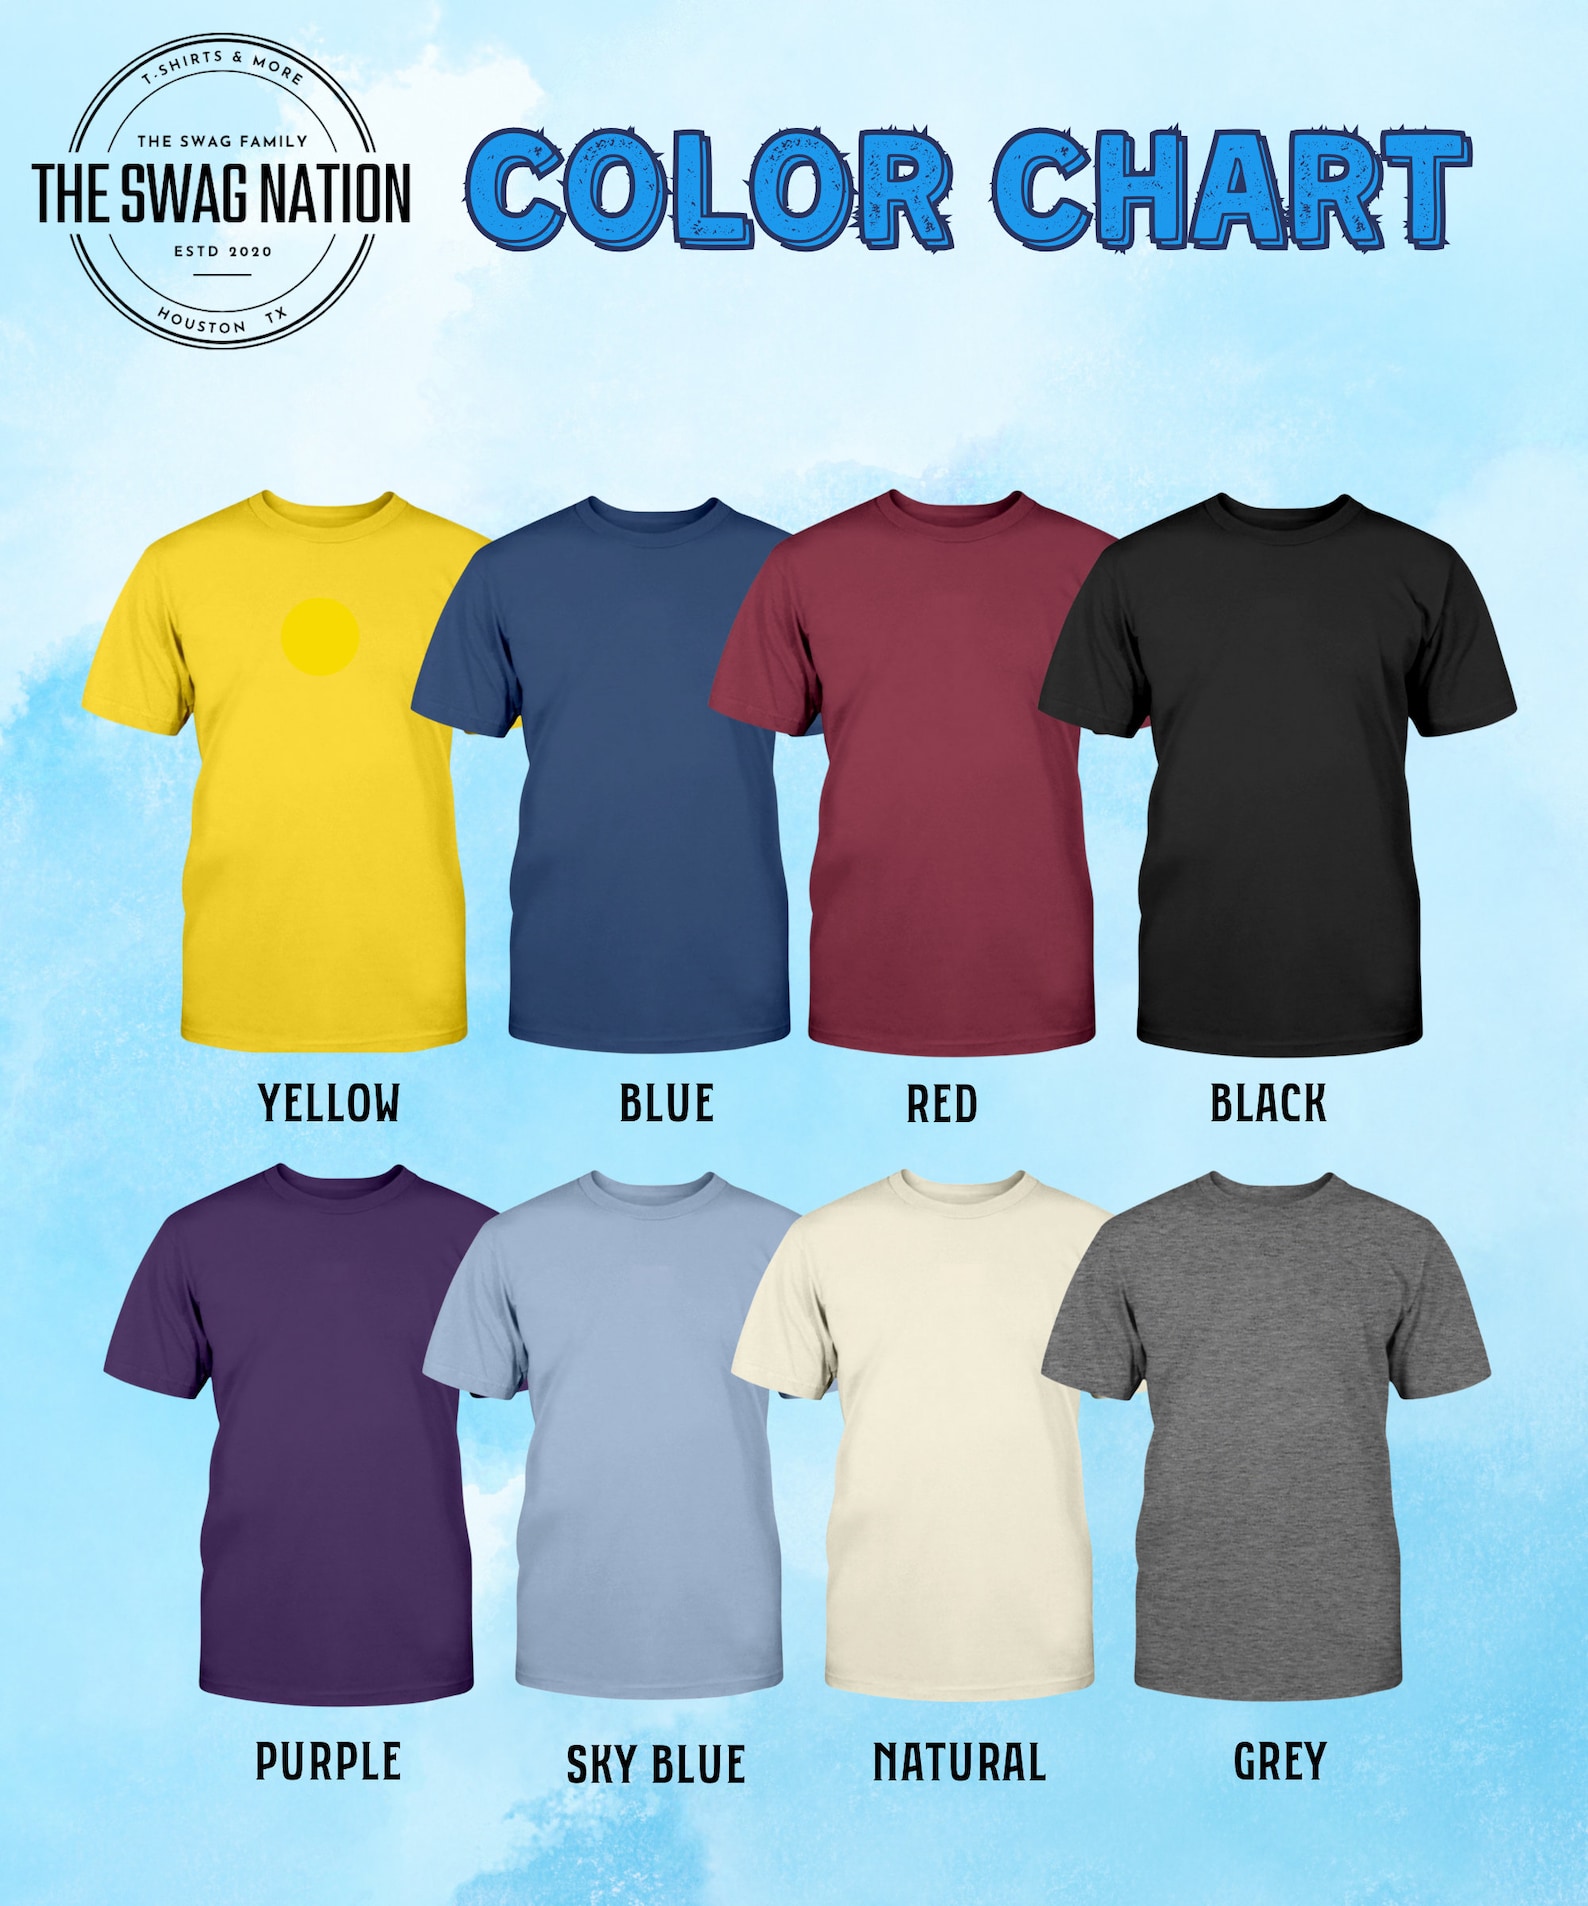 T-SHIRTS & MORE
THE SWAG FAMILY
THE SWAG NATION
ESTD 2020
HOUSTON TX
COLOR CHART
YELLOW
BLUE
RED
BLACK
PURPLE
SKY BLUE
NATURAL
GREY